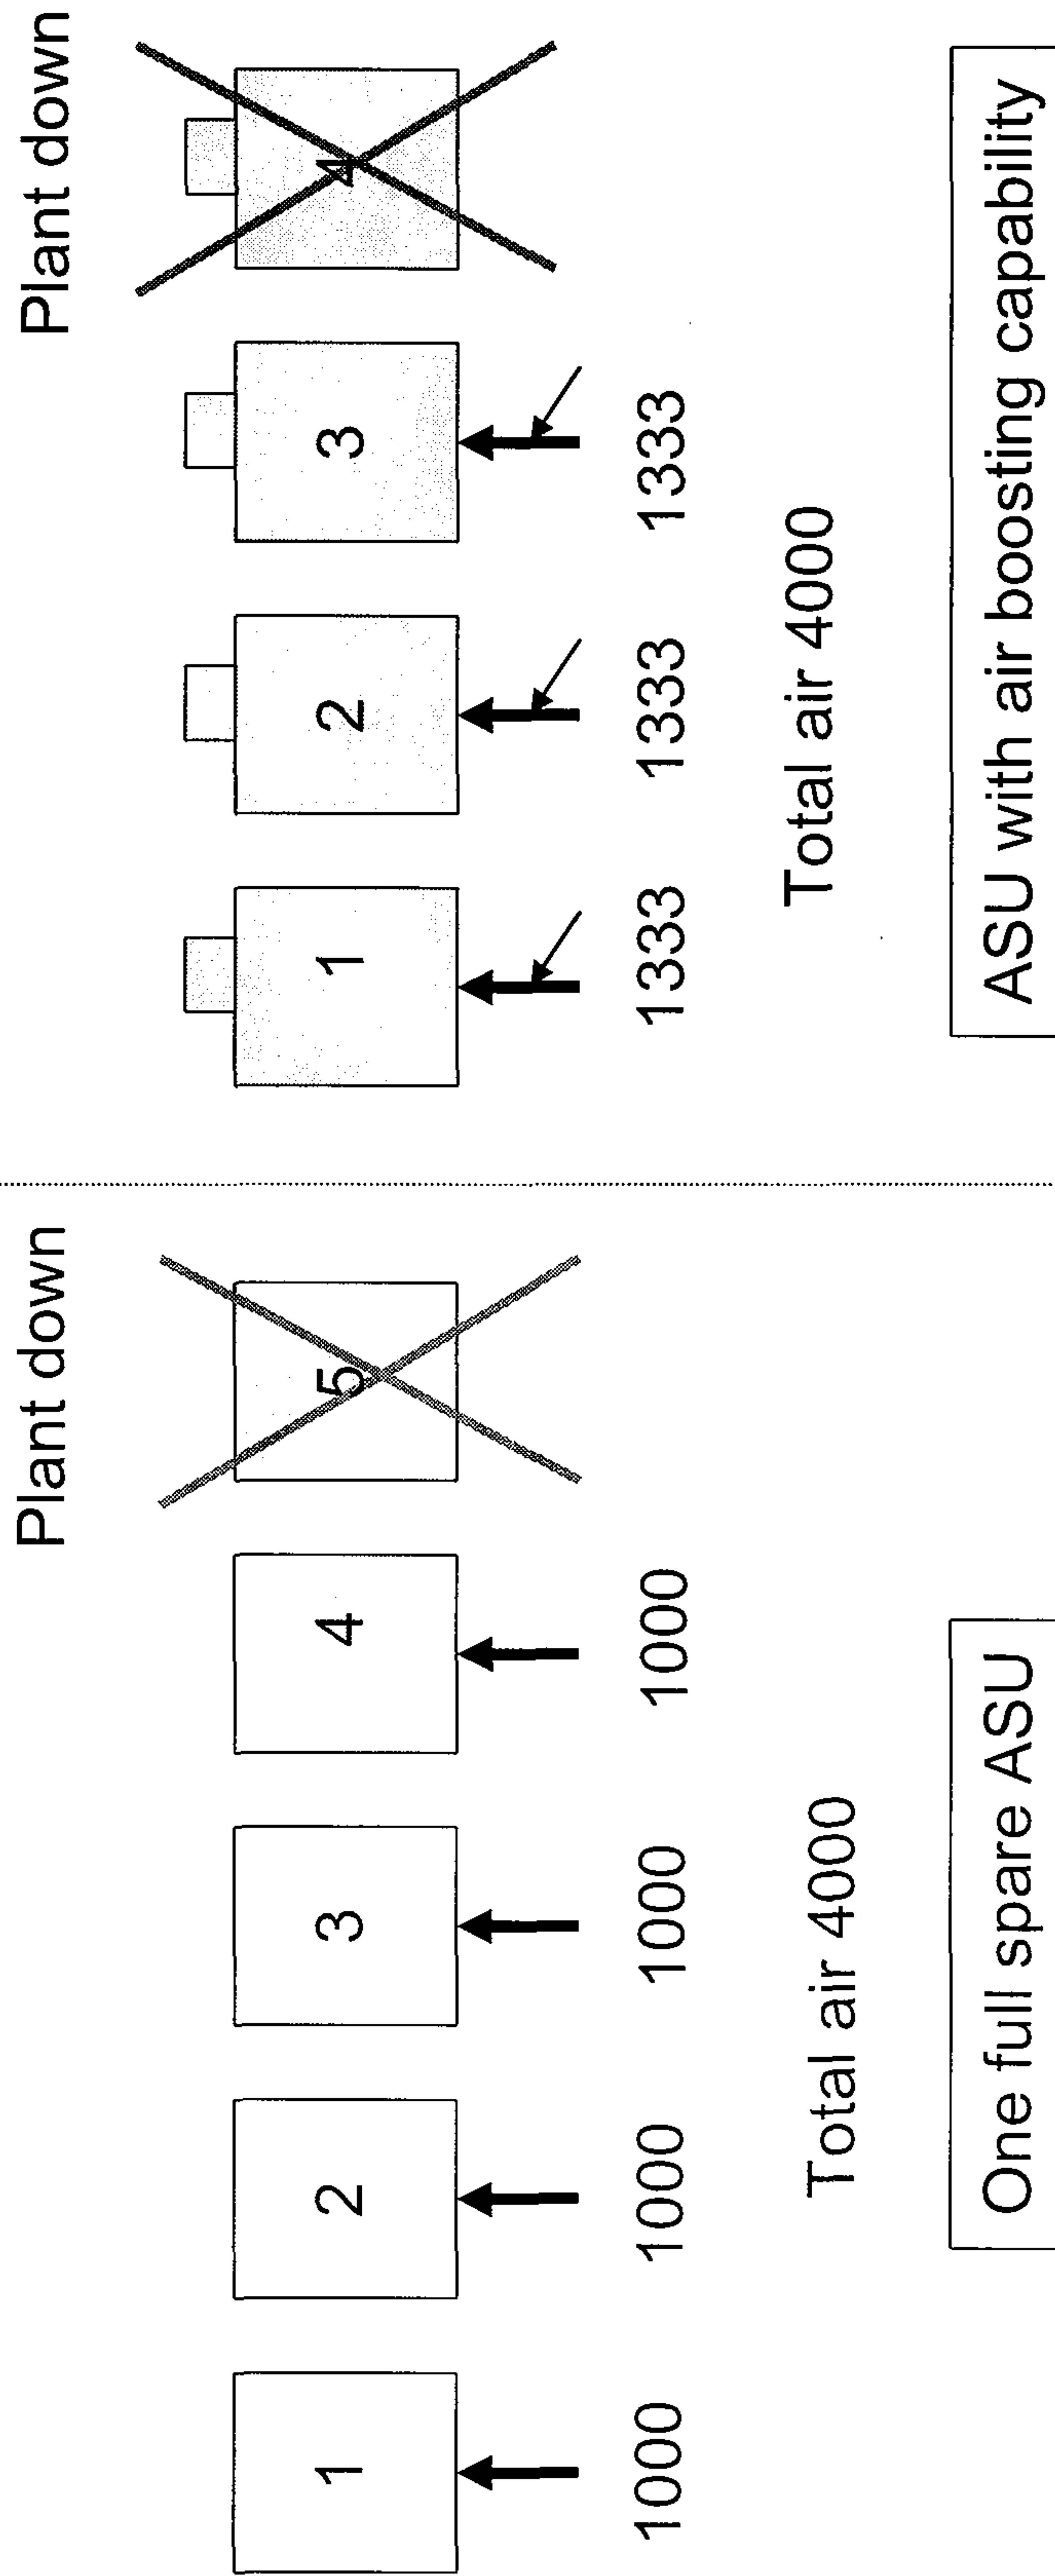 Plant down
1 2 3 4 5
1000 1000 1000 1000
Total air 4000
One full spare ASU
Plant down
1 2 3 4
1333 1333 1333
Total air 4000
ASU with air boosting capability